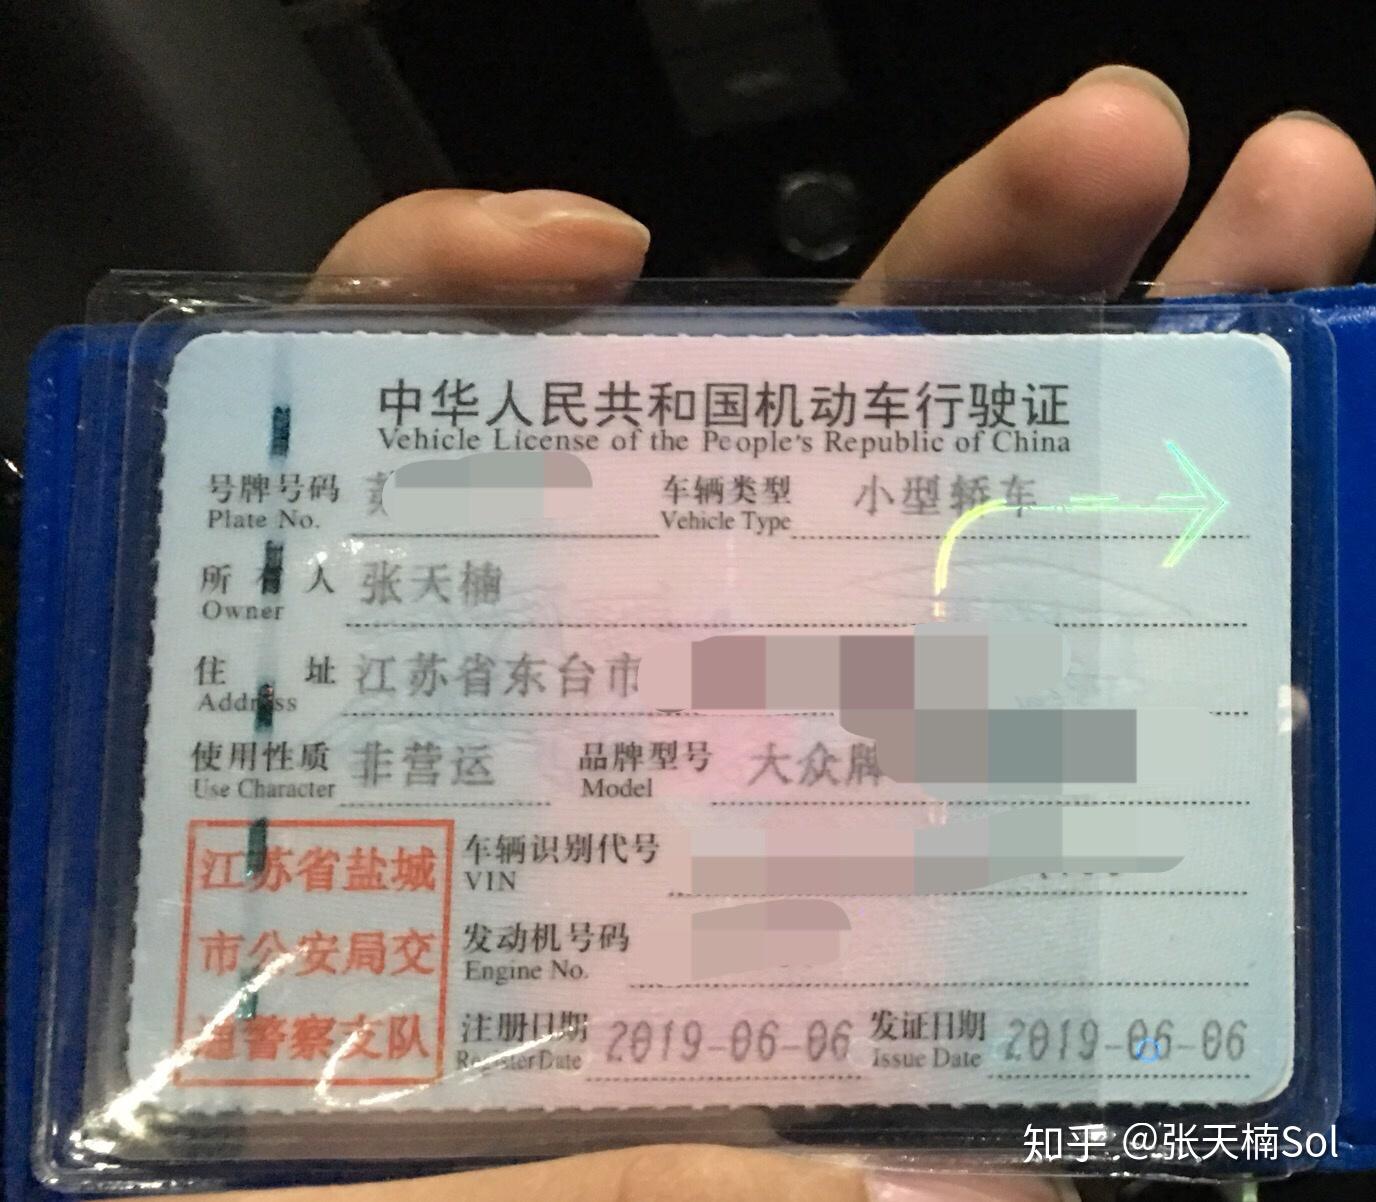 中华人民共和国机动车行驶证
Vehicle License of the People's Republic of China
号牌号码 苏 车辆类型 小型轿车
Plate No. Vehicle Type
所有人 张天楠
Owner
住址 江苏省东台市
Address
使用性质 非营运 品牌型号 大众牌
Use Character Model
江苏省盐城
市公安局交
通警察支队
车辆识别代号
VIN
发动机号码
Engine No.
注册日期 2019-06-06 发证日期 2019-06-06
Register Date Issue Date
知乎 @张天楠Sol